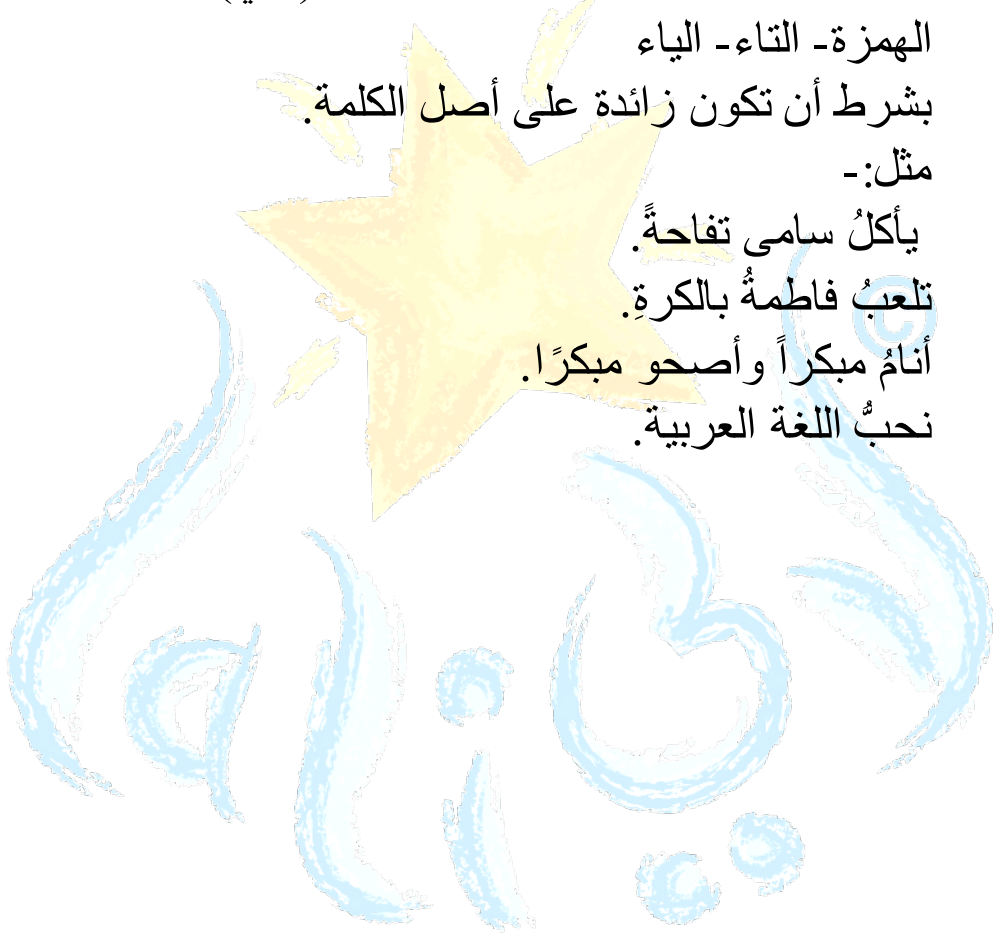 الهمزة- التاء- الياء
بشرط أن تكون زائدة على أصل الكلمة.
مثل:-
يأكلُ سامى تفاحةً.
تلعبُ فاطمةُ بالكرةِ.
أنامُ مبكراً وأصحو مبكرًا.
نحبُّ اللغة العربية.
©